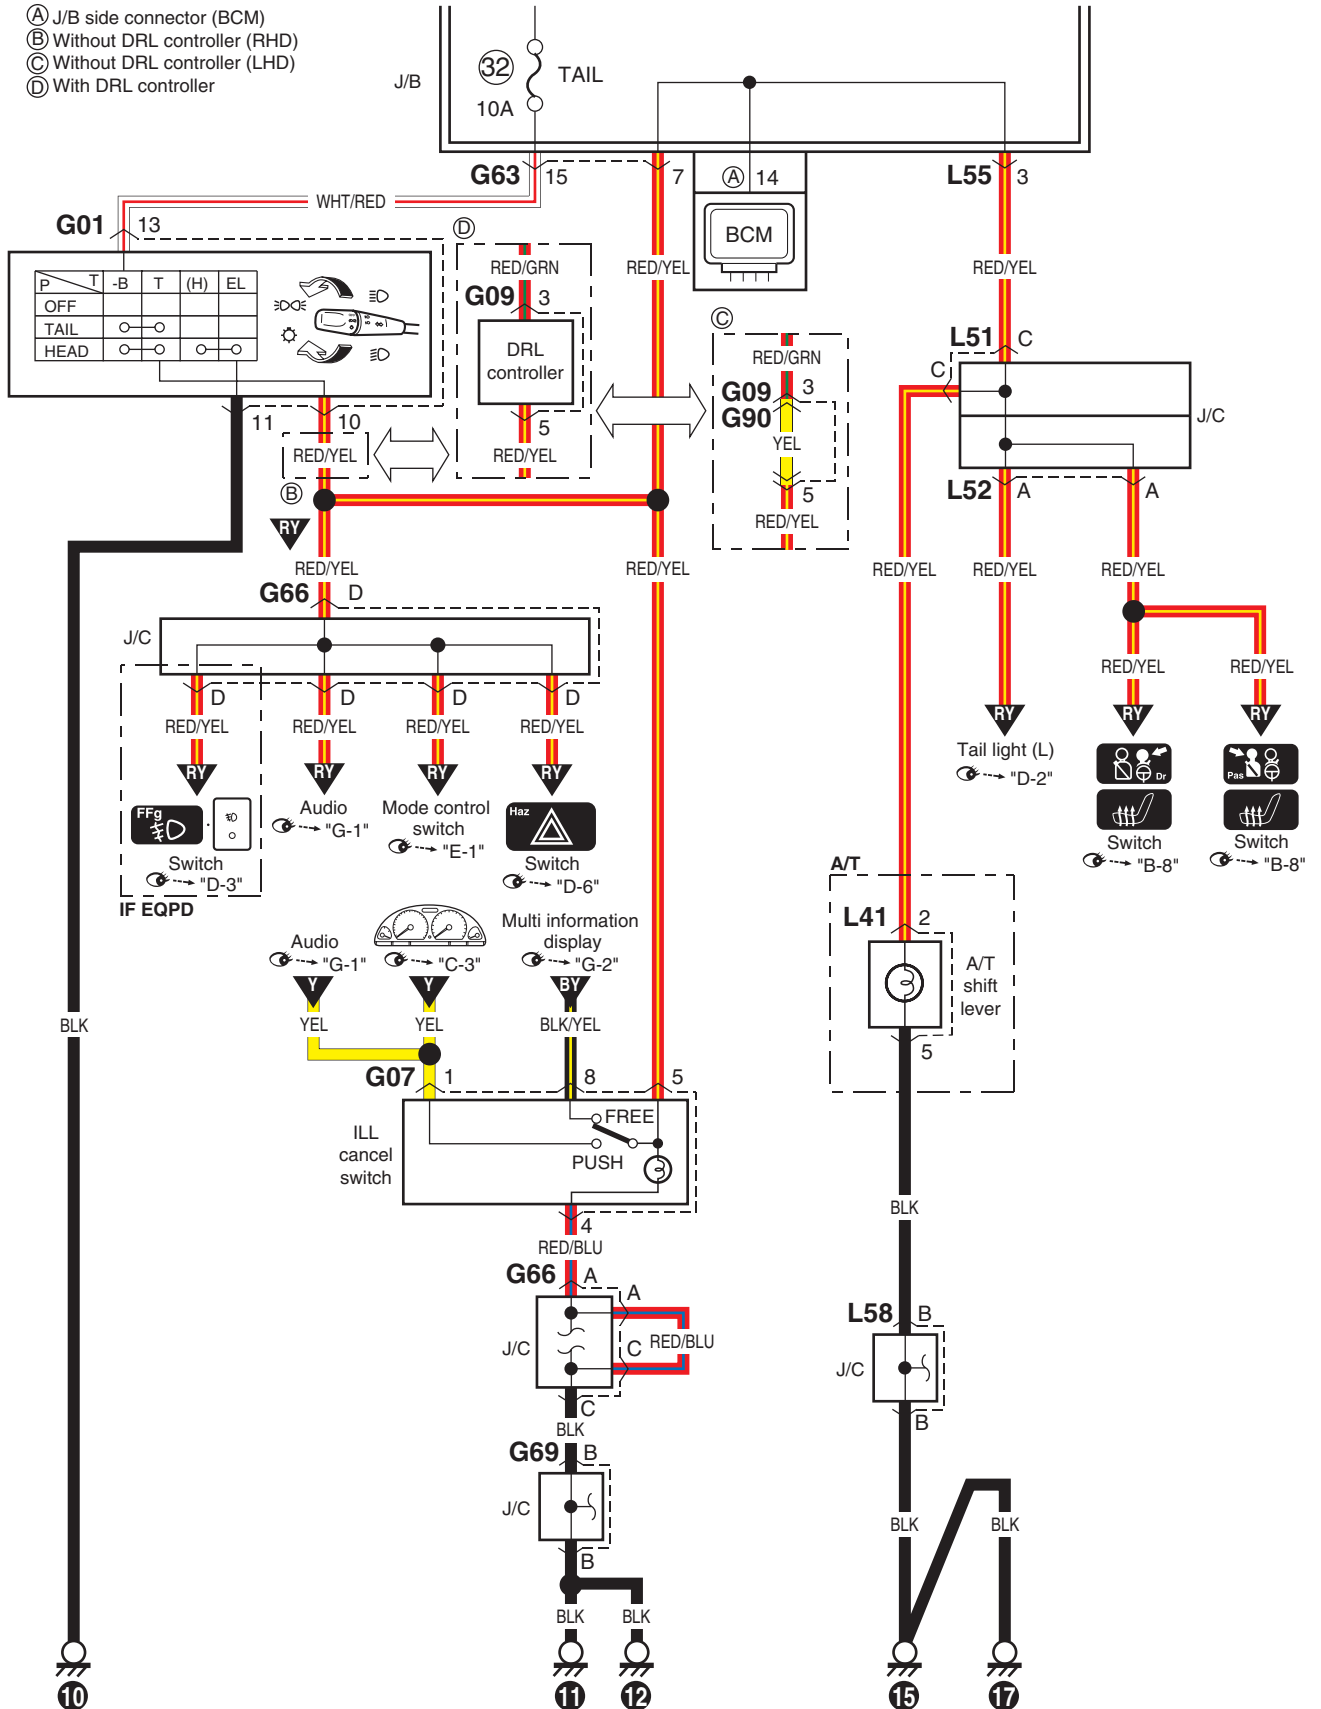 A J/B side connector (BCM)
B Without DRL controller (RHD)
C Without DRL controller (LHD)
D With DRL controller
J/B
32
10A
TAIL
G63 15
7
A 14
L55 3
WHT/RED
BCM
G01 13
D
P T -B T (H) EL
OFF
TAIL
HEAD
RED/GRN
G09 3
DRL
controller
5
RED/YEL
RED/YEL
RED/YEL
C
RED/GRN
G09 3
G90
YEL
5
RED/YEL
L51 C
C
J/C
L52 A
A
11
10
RED/YEL
B
RY
RED/YEL
RED/YEL
RED/YEL
RED/YEL
RED/YEL
G66 D
J/C
D
D
D
D
RED/YEL
RED/YEL
RED/YEL
RED/YEL
RED/YEL
RED/YEL
RY
RY
RY
RY
RY
RY
RY
FFg
Switch
"D-3"
IF EQPD
Audio
"G-1"
Mode control
switch
"E-1"
Haz
Switch
"D-6"
Tail light (L)
"D-2"
Dr
Switch
"B-8"
Pas
Switch
"B-8"
Audio
"G-1"
"C-3"
Multi information
display
"G-2"
Y
Y
BY
YEL
YEL
BLK/YEL
BLK
A/T
L41 2
A/T
shift
lever
5
G07 1
8
5
ILL
cancel
switch
FREE
PUSH
4
RED/BLU
G66 A
A
J/C
C
RED/BLU
C
BLK
G69 B
J/C
B
BLK
BLK
BLK
L58 B
J/C
B
BLK
BLK
10
11
12
15
17